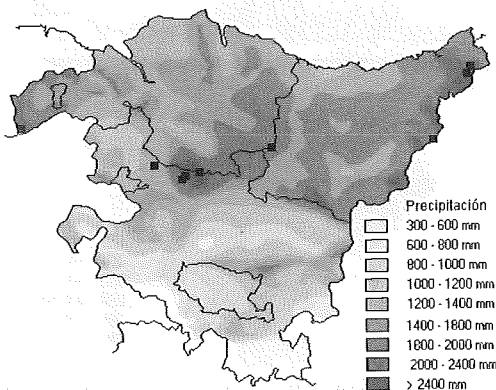 Precipitación
300 - 600 mm
600 - 800 mm
800 - 1000 mm
1000 - 1200 mm
1200 - 1400 mm
1400 - 1800 mm
1800 - 2000 mm
2000 - 2400 mm
> 2400 mm